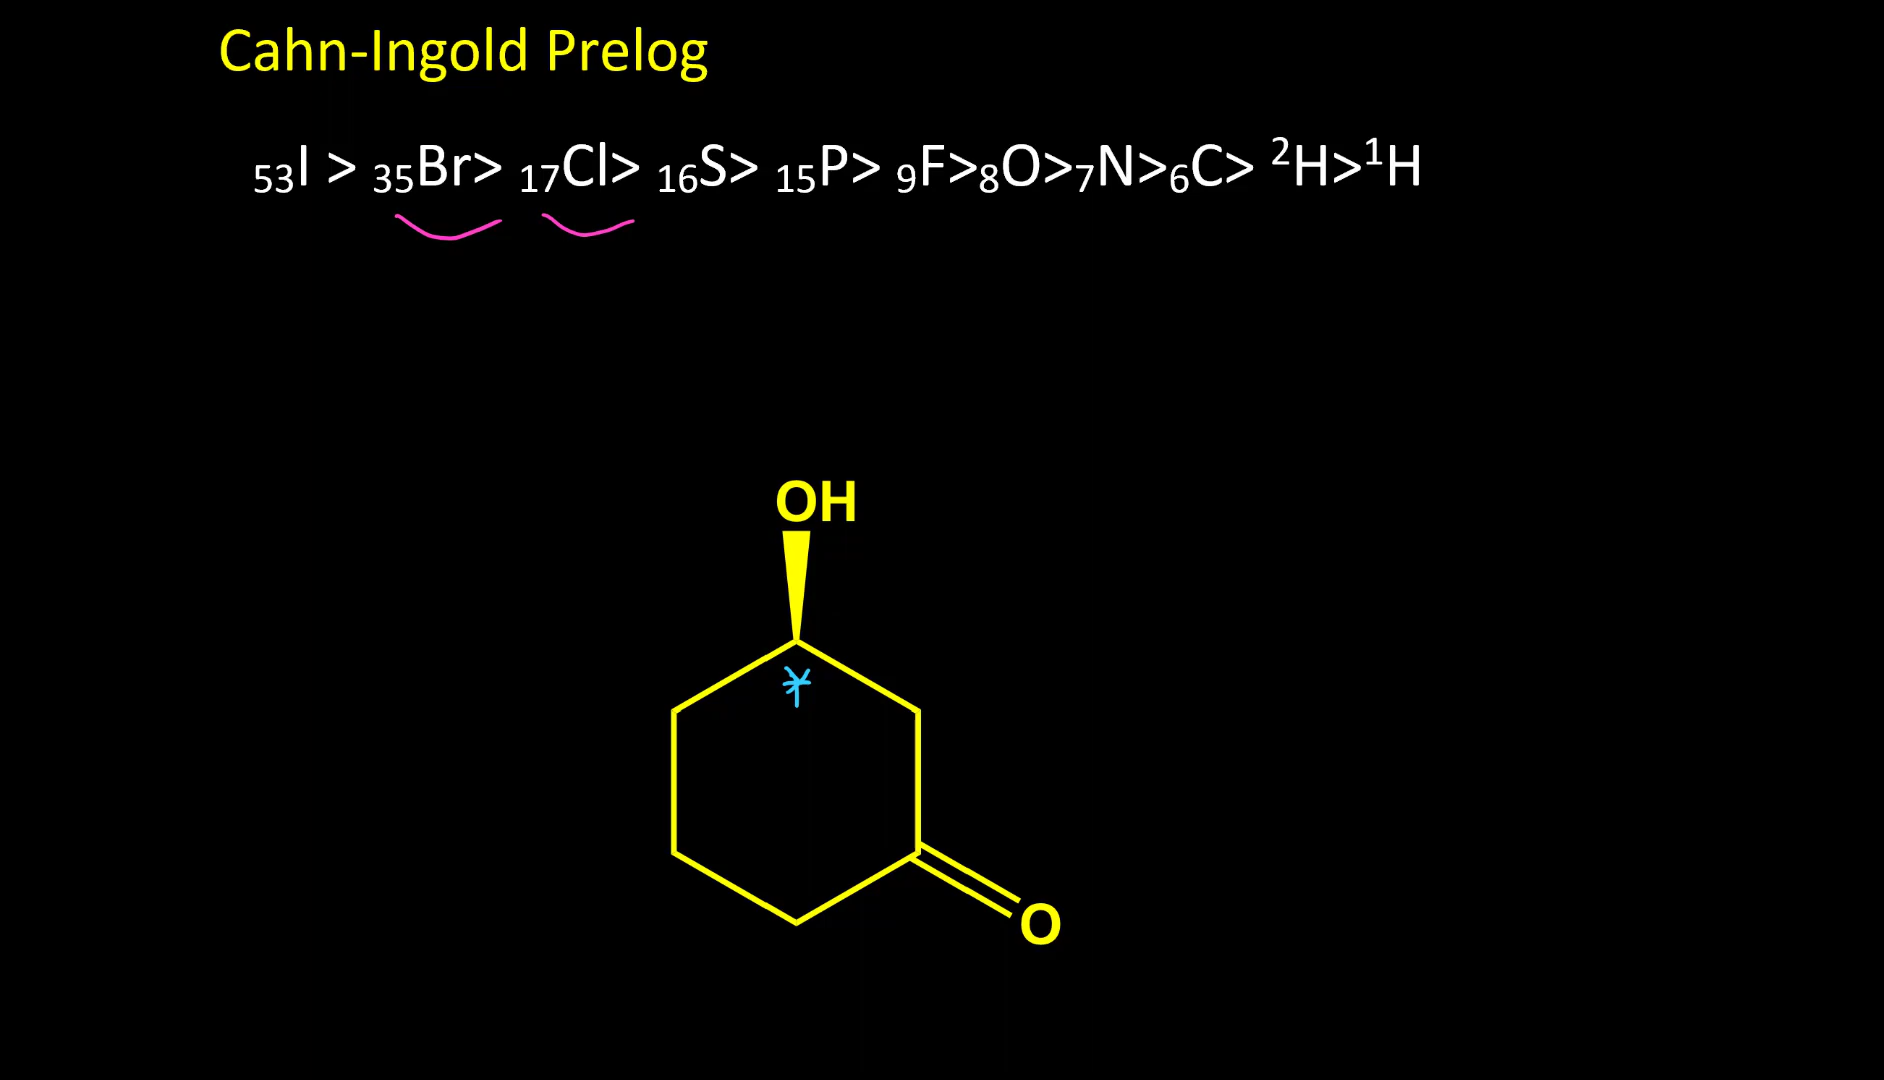 Cahn-Ingold Prelog
₅₃I > ₃₅Br> ₁₇Cl> ₁₆S> ₁₅P> ₉F>₈O>₇N>₆C> ²H>¹H
OH
*
O